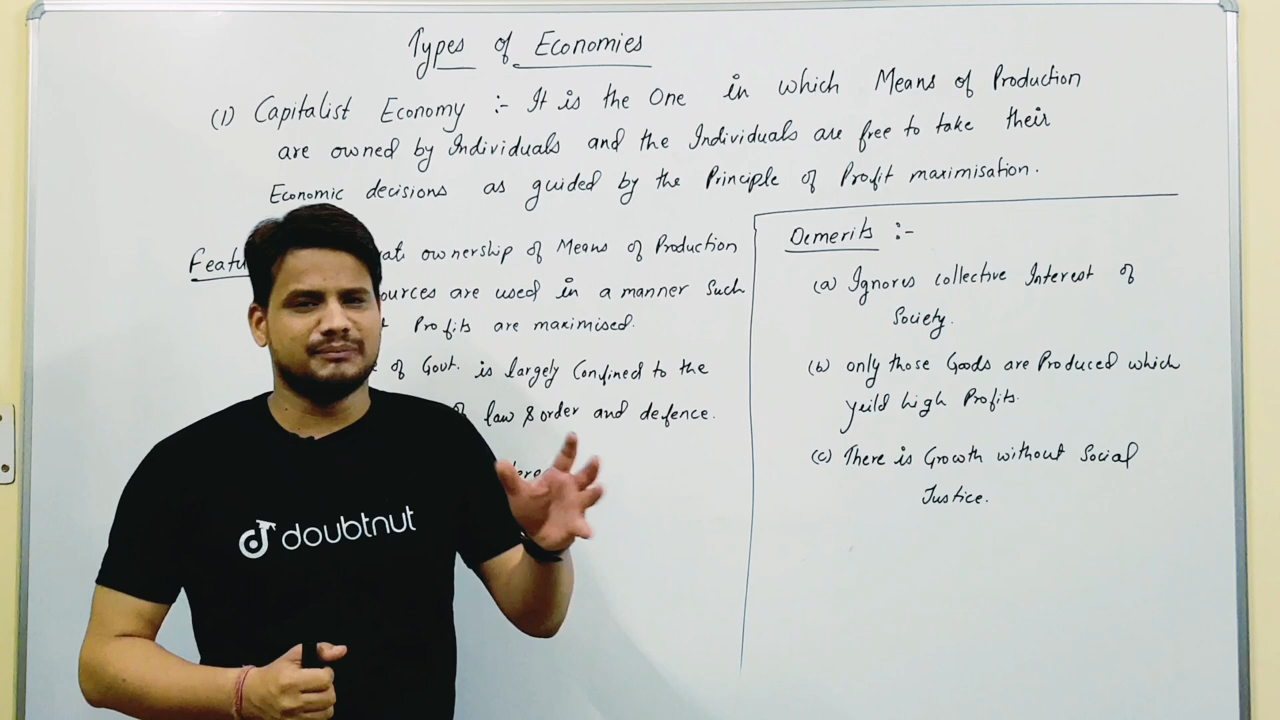 Types of Economies
(1) Capitalist Economy :- It is the One in which Means of Production
are owned by Individuals and the Individuals are free to take their
Economic decisions as guided by the Principle of Profit maximisation.
ownership of Means of Production
are used in a manner such
Profits are maximised.
of Govt. is largely Confined to the
law & order and defence.
Demerits :-
(a) Ignores collective Interest of
Society.
(b) only those Goods are Produced which
yeild high Profits.
(c) There is Growth without Social
Justice.
doubtnut